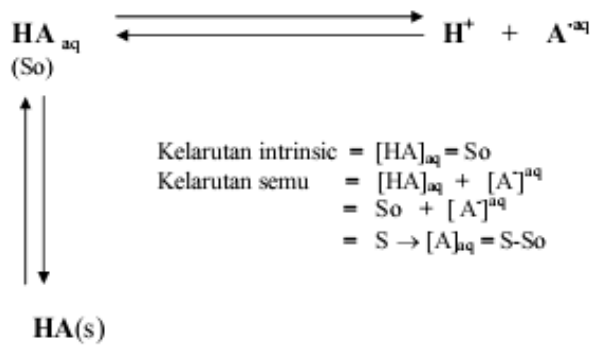 HA aq H⁺ + A⁻aq
(So)
Kelarutan intrinsic = [HA]aq = So
Kelarutan semu = [HA]aq + [A⁻]aq
= So + [A⁻]aq
= S → [A]aq = S-So
HA(s)